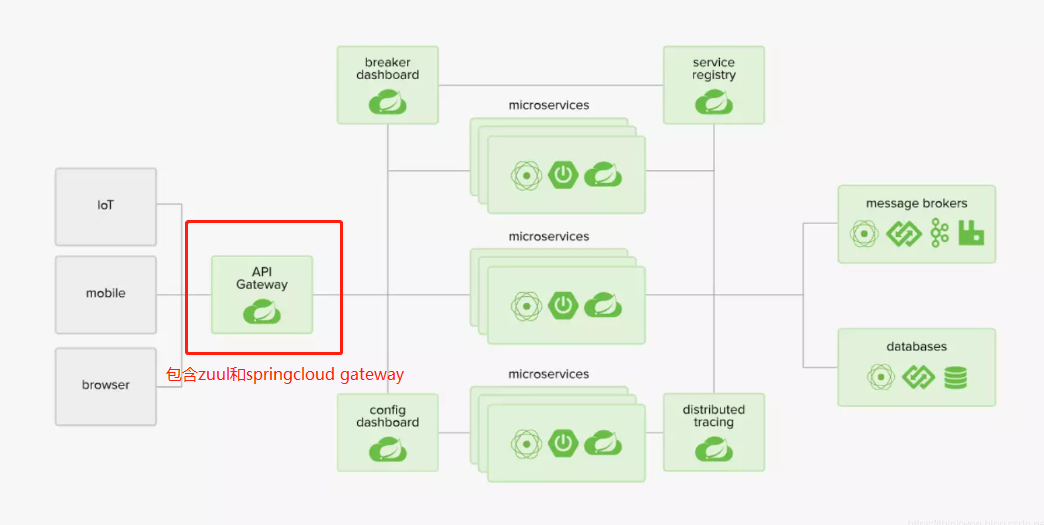 breaker
dashboard
service
registry
microservices
IoT
message brokers
microservices
API
Gateway
mobile
databases
包含zuul和springcloud gateway
microservices
browser
config
dashboard
distributed
tracing